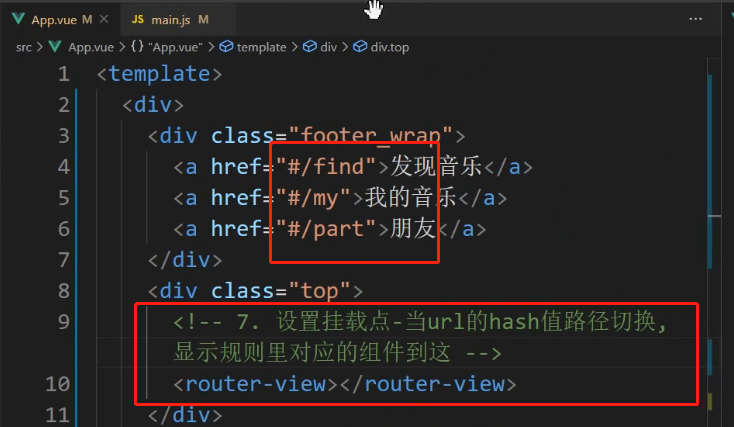 App.vue M ×
JS main.js M
...
src > App.vue > {} "App.vue" > template > div > div.top
1 <template>
2 <div>
3 <div class="footer_wrap">
4 <a href="#/find">发现音乐</a>
5 <a href="#/my">我的音乐</a>
6 <a href="#/part">朋友</a>
7 </div>
8 <div class="top">
9 <!-- 7. 设置挂载点-当url的hash值路径切换,
显示规则里对应的组件到这 -->
10 <router-view></router-view>
11 </div>